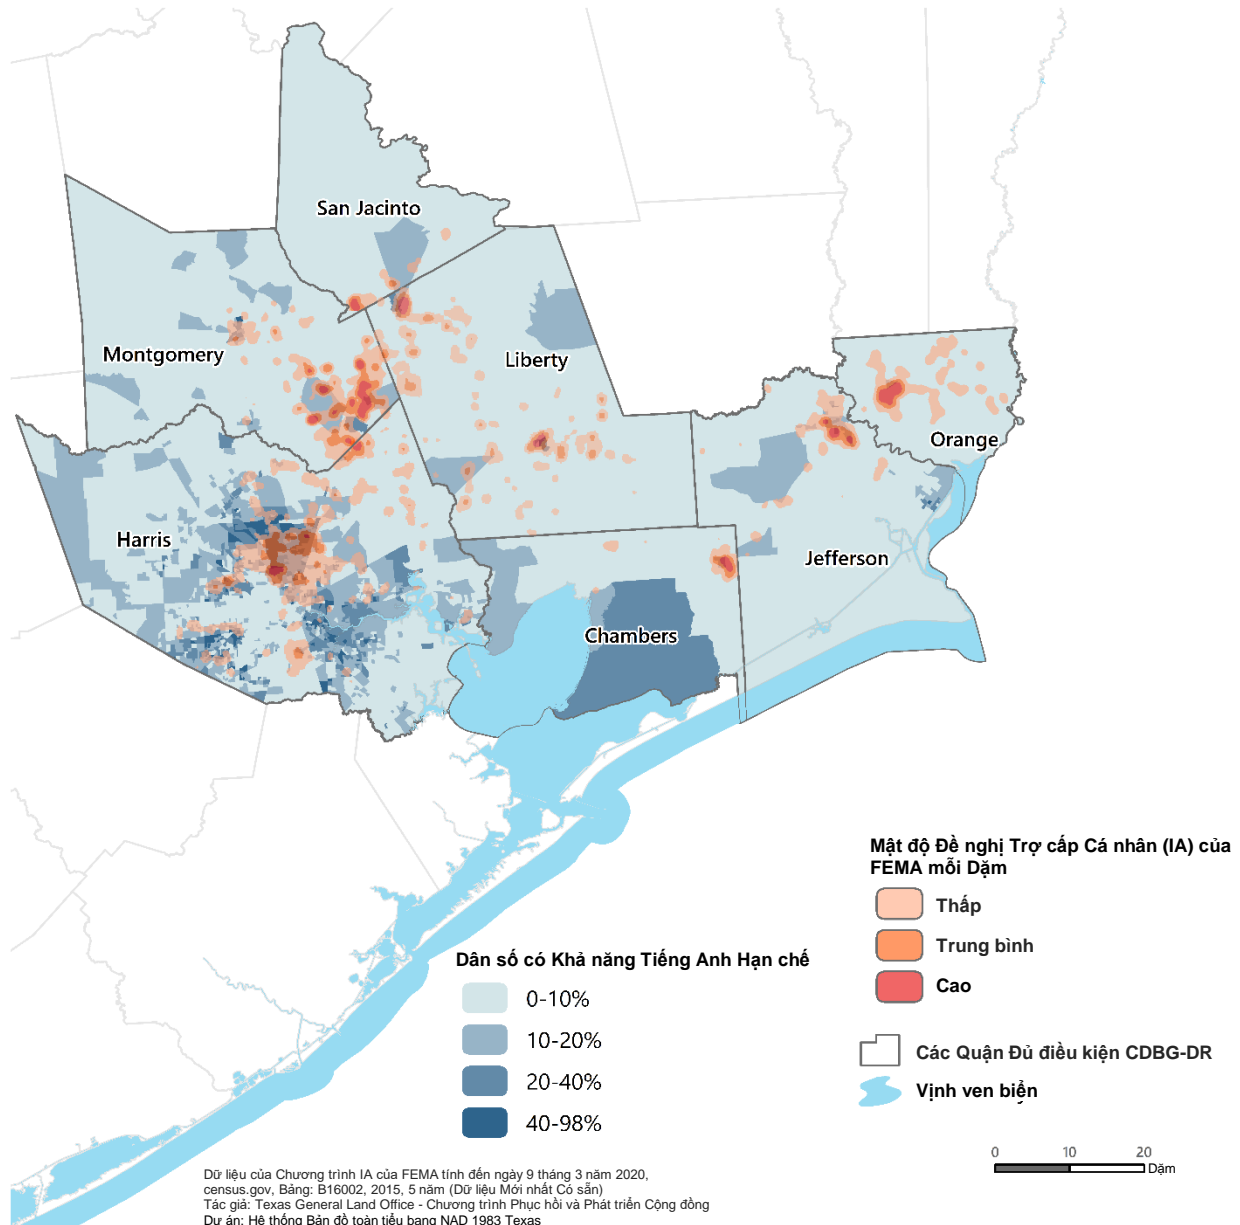 San Jacinto
Montgomery
Liberty
Orange
Harris
Jefferson
Chambers
Mật độ Đề nghị Trợ cấp Cá nhân (IA) của
FEMA mỗi Dặm
Thấp
Trung bình
Cao
Dân số có Khả năng Tiếng Anh Hạn chế
0-10%
10-20%
20-40%
40-98%
Các Quận Đủ điều kiện CDBG-DR
Vịnh ven biển
0 10 20
Dặm
Dữ liệu của Chương trình IA của FEMA tính đến ngày 9 tháng 3 năm 2020,
census.gov, Bảng: B16002, 2015, 5 năm (Dữ liệu Mới nhất Có sẵn)
Tác giả: Texas General Land Office - Chương trình Phục hồi và Phát triển Cộng đồng
Dự án: Hệ thống Bản đồ toàn tiểu bang NAD 1983 Texas